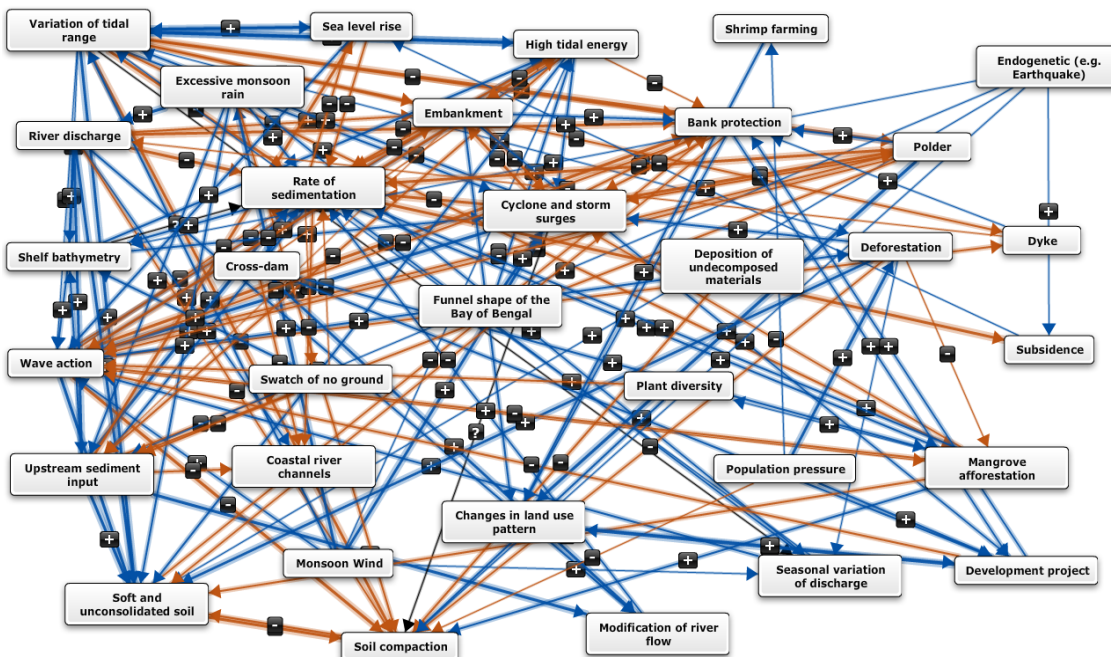 Variation of tidal
range
Sea level rise
High tidal energy
Shrimp farming
Endogenetic (e.g.
Earthquake)
Excessive monsoon
rain
Embankment
Bank protection
River discharge
Polder
Rate of
sedimentation
Cyclone and storm
surges
Dyke
Shelf bathymetry
Cross-dam
Deposition of
undecomposed
materials
Deforestation
Funnel shape of the
Bay of Bengal
Wave action
Subsidence
Swatch of no ground
Plant diversity
Upstream sediment
input
Coastal river
channels
Population pressure
Mangrove
afforestation
Changes in land use
pattern
Monsoon Wind
Seasonal variation
of discharge
Development project
Soft and
unconsolidated soil
Soil compaction
Modification of river
flow